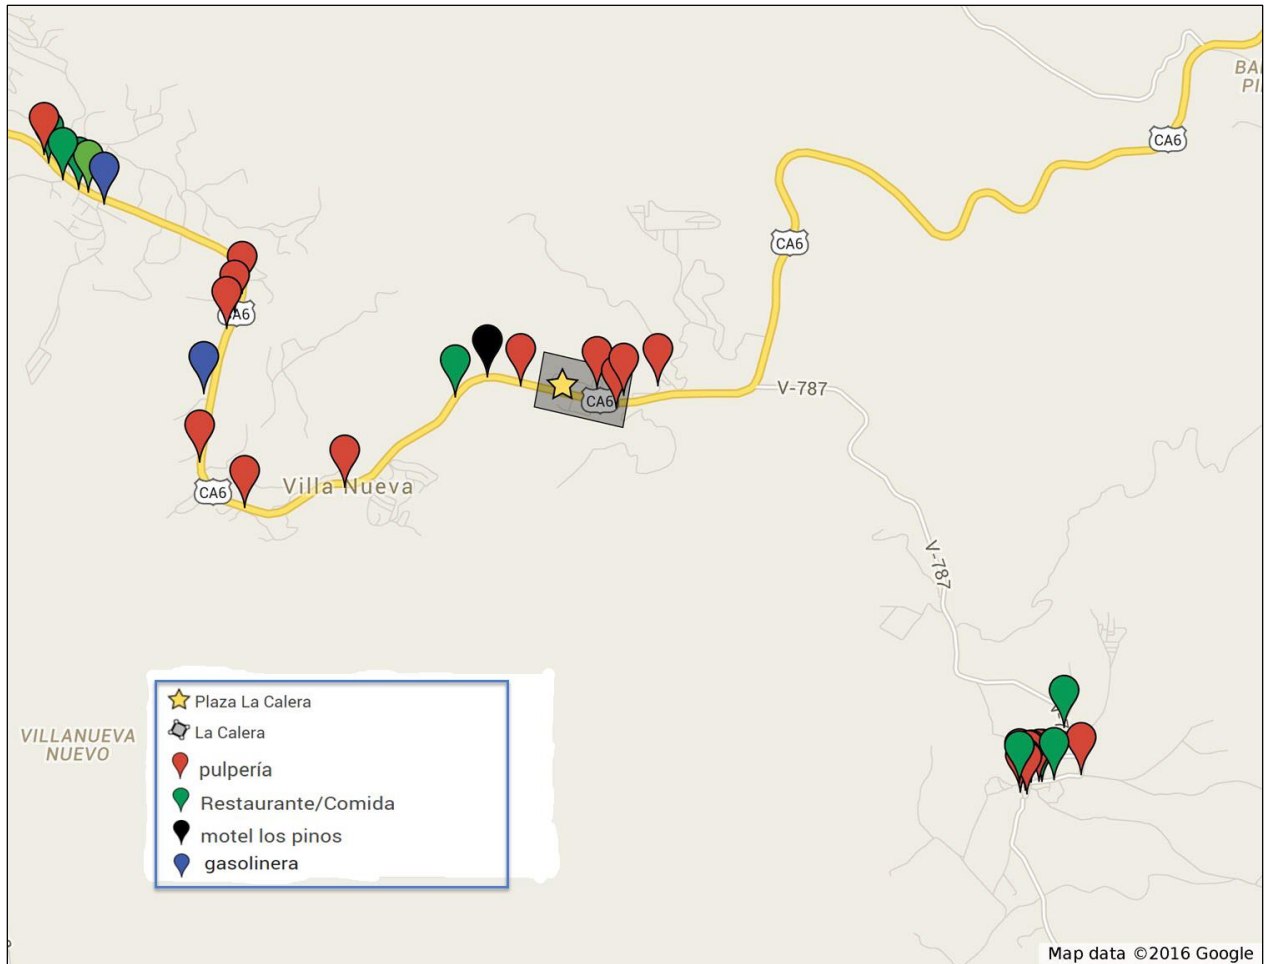 BA
PI
CA6
CA6
CA6
CA6
V-787
CA6
Villa Nueva
V-787
VILLANUEVA
NUEVO
Plaza La Calera
La Calera
pulpería
Restaurante/Comida
motel los pinos
gasolinera
Map data ©2016 Google